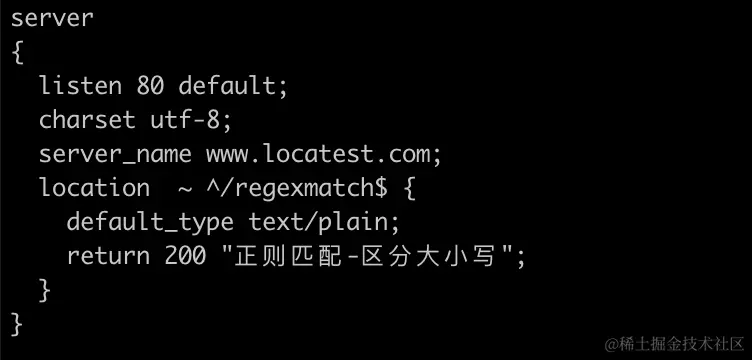 server
{
  listen 80 default;
  charset utf-8;
  server_name www.locatest.com;
  location  ~ ^/regexmatch$ {
    default_type text/plain;
    return 200 "正则匹配-区分大小写";
  }
}
@稀土掘金技术社区